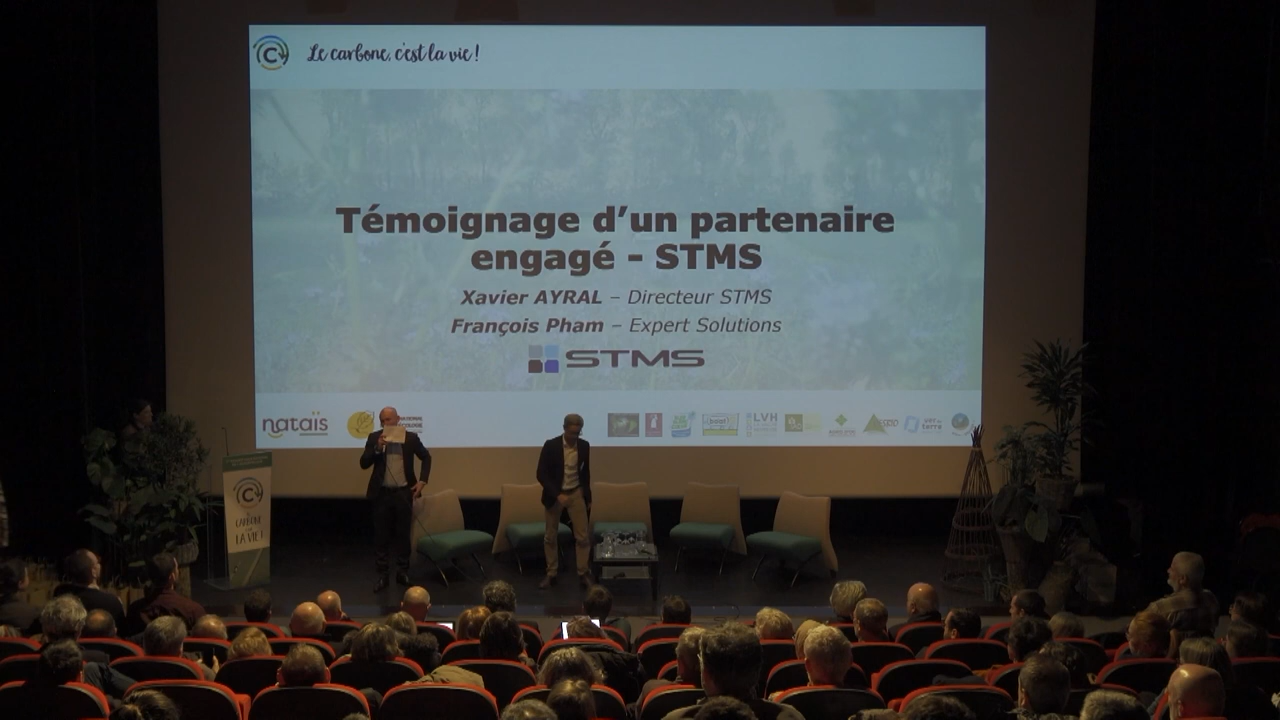 C
Le carbone, c'est la vie !
Témoignage d'un partenaire
engagé - STMS
Xavier AYRAL – Directeur STMS
François Pham – Expert Solutions
STMS
nataïs
LVH
C
CARBONE
LA VIE !